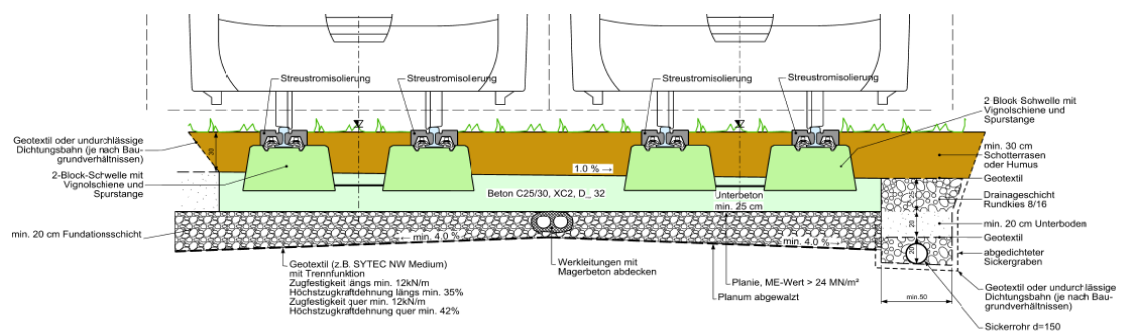 Streustromisolierung
Streustromisolierung
Streustromisolierung
Streustromisolierung
2 Block Schwelle mit
Vignolschiene und
Spurstange
Geotextil oder undurchlässige
Dichtungsbahn (je nach Bau-
grundverhältnissen)
min. 30 cm
Schotterrasen
oder Humus
1.0 %
Geotextil
2-Block-Schwelle mit
Vignolschiene und
Spurstange
Beton C25/30, XC2, D_ 32
Unterbeton
min. 25 cm
Drainageschicht
Rundkies 8/16
min. 20 cm Unterboden
min. 20 cm Fundationsschicht
min. 4.0 %
min. 4.0 %
Geotextil
abgedichteter
Sickergraben
Geotextil (z.B. SYTEC NW Medium)
mit Trennfunktion
Zugfestigkeit längs min. 12kN/m
Höchstzugkraftdehnung längs min. 35%
Zugfestigkeit quer min. 12kN/m
Höchstzugkraftdehnung quer min. 42%
Werkleitungen mit
Magerbeton abdecken
Planie, ME-Wert > 24 MN/m²
Planum abgewalzt
min.50
Geotextil oder undurchlässige
Dichtungsbahn (je nach Bau-
grundverhältnissen)
Sickerrohr d=150